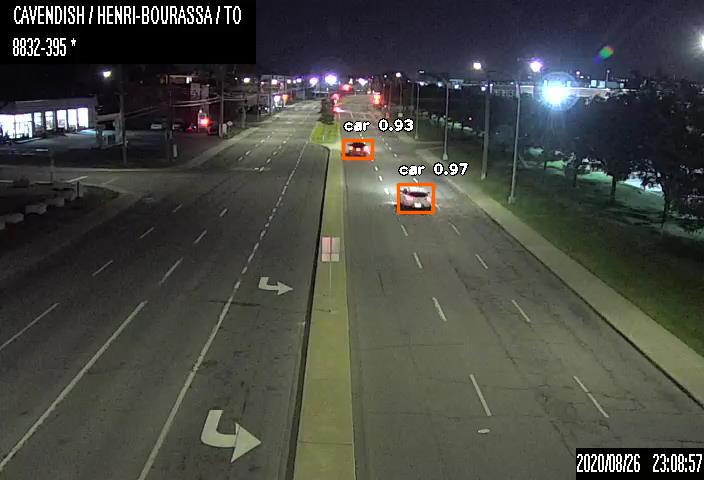 CAVENDISH / HENRI-BOURASSA / TO
8832-395 *
car 0.93
car 0.97
2020/08/26 23:08:57